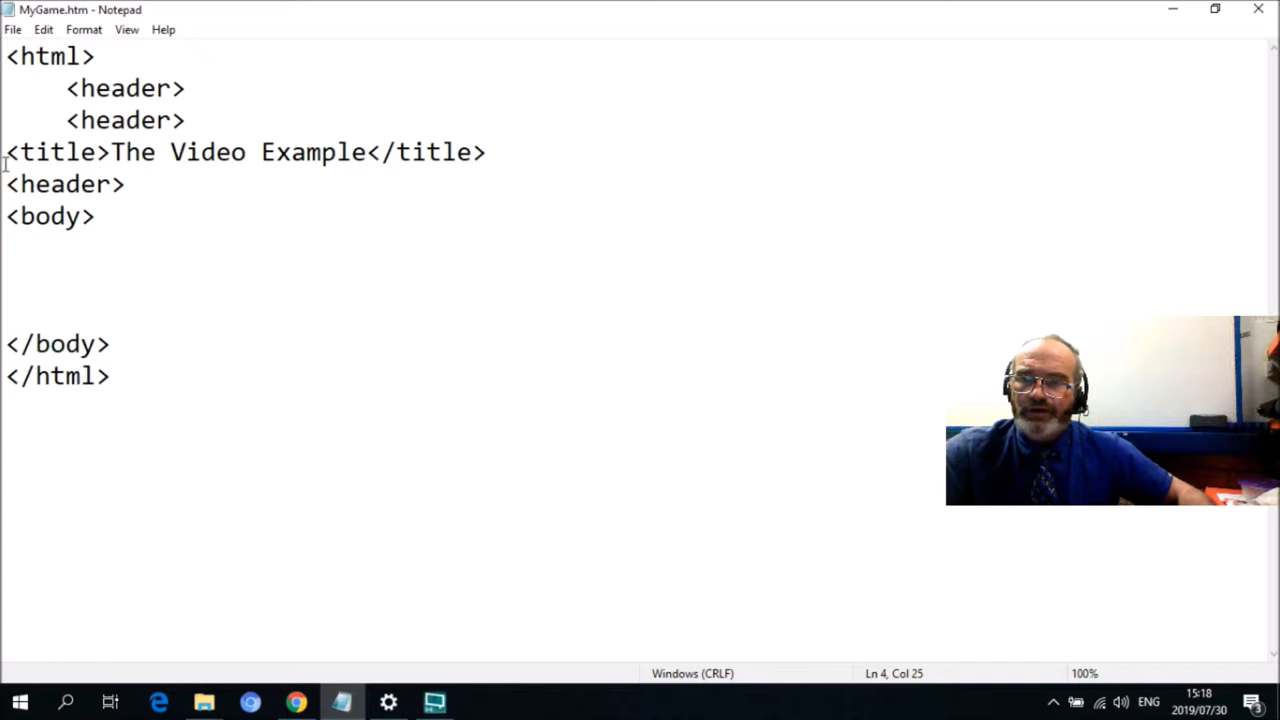 MyGame.htm - Notepad
File Edit Format View Help
<html>
<header>
<header>
<title>The Video Example</title>
<header>
<body>
</body>
</html>
Windows (CRLF) Ln 4, Col 25 100%
ENG 15:18
2019/07/30 3